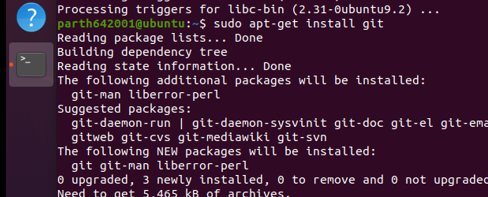 Processing triggers for libc-bin (2.31-0ubuntu9.2) ...
parth642001@ubuntu:~$ sudo apt-get install git
Reading package lists... Done
Building dependency tree
Reading state information... Done
The following additional packages will be installed:
  git-man liberror-perl
Suggested packages:
  git-daemon-run | git-daemon-sysvinit git-doc git-el git-ema
  gitweb git-cvs git-mediawiki git-svn
The following NEW packages will be installed:
  git git-man liberror-perl
0 upgraded, 3 newly installed, 0 to remove and 0 not upgraded
Need to get 5,465 kB of archives.